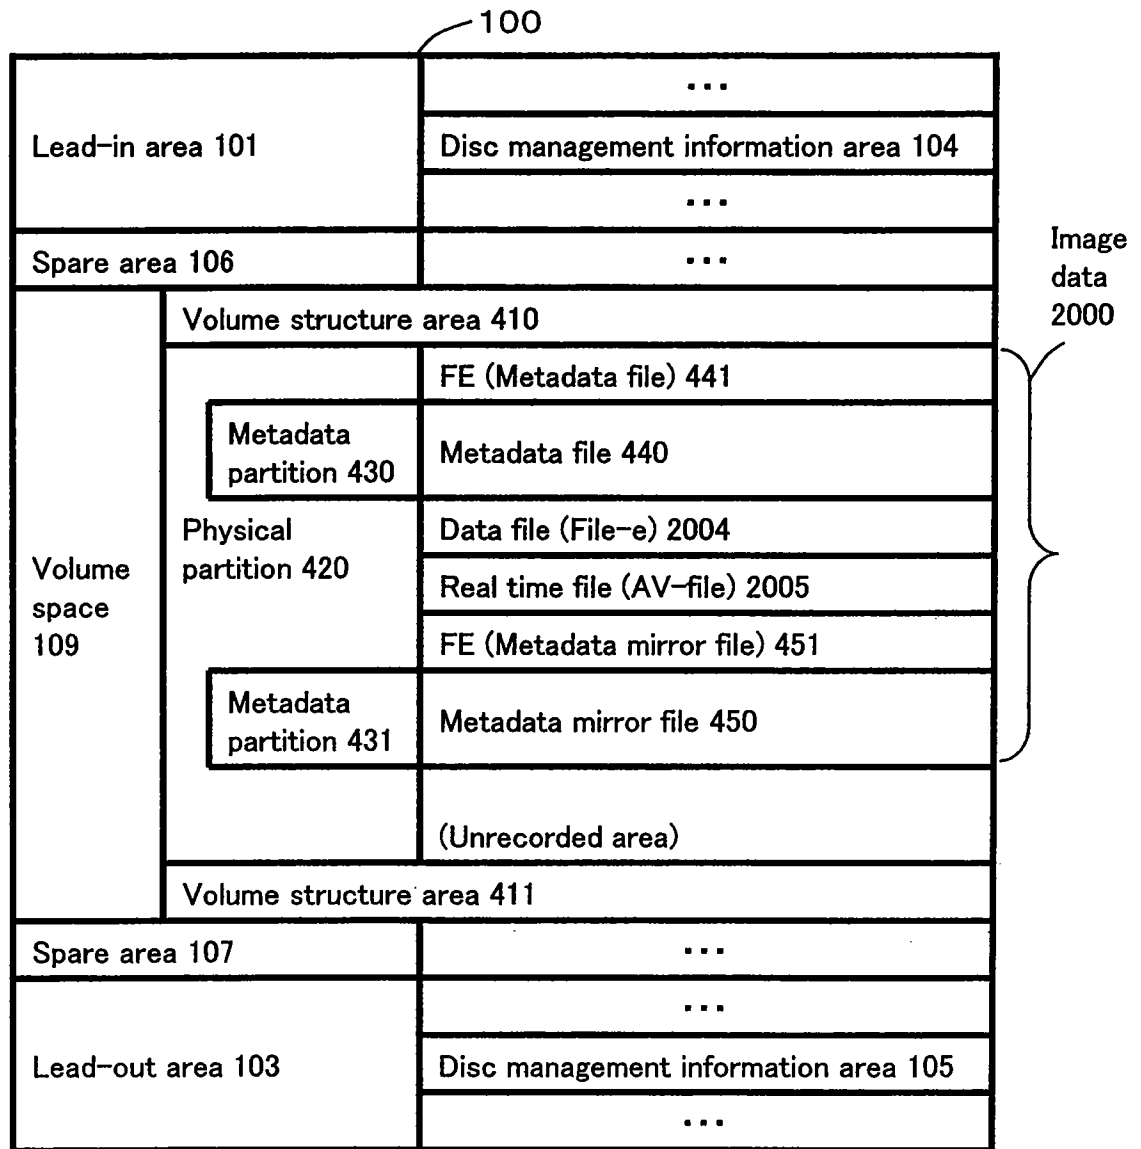 100
...
Lead-in area 101
Disc management information area 104
...
Spare area 106
...
Image
data
2000
Volume structure area 410
FE (Metadata file) 441
Metadata
partition 430
Metadata file 440
Physical
partition 420
Data file (File-e) 2004
Volume
space
109
Real time file (AV-file) 2005
FE (Metadata mirror file) 451
Metadata
partition 431
Metadata mirror file 450
(Unrecorded area)
Volume structure area 411
Spare area 107
...
...
Lead-out area 103
Disc management information area 105
...